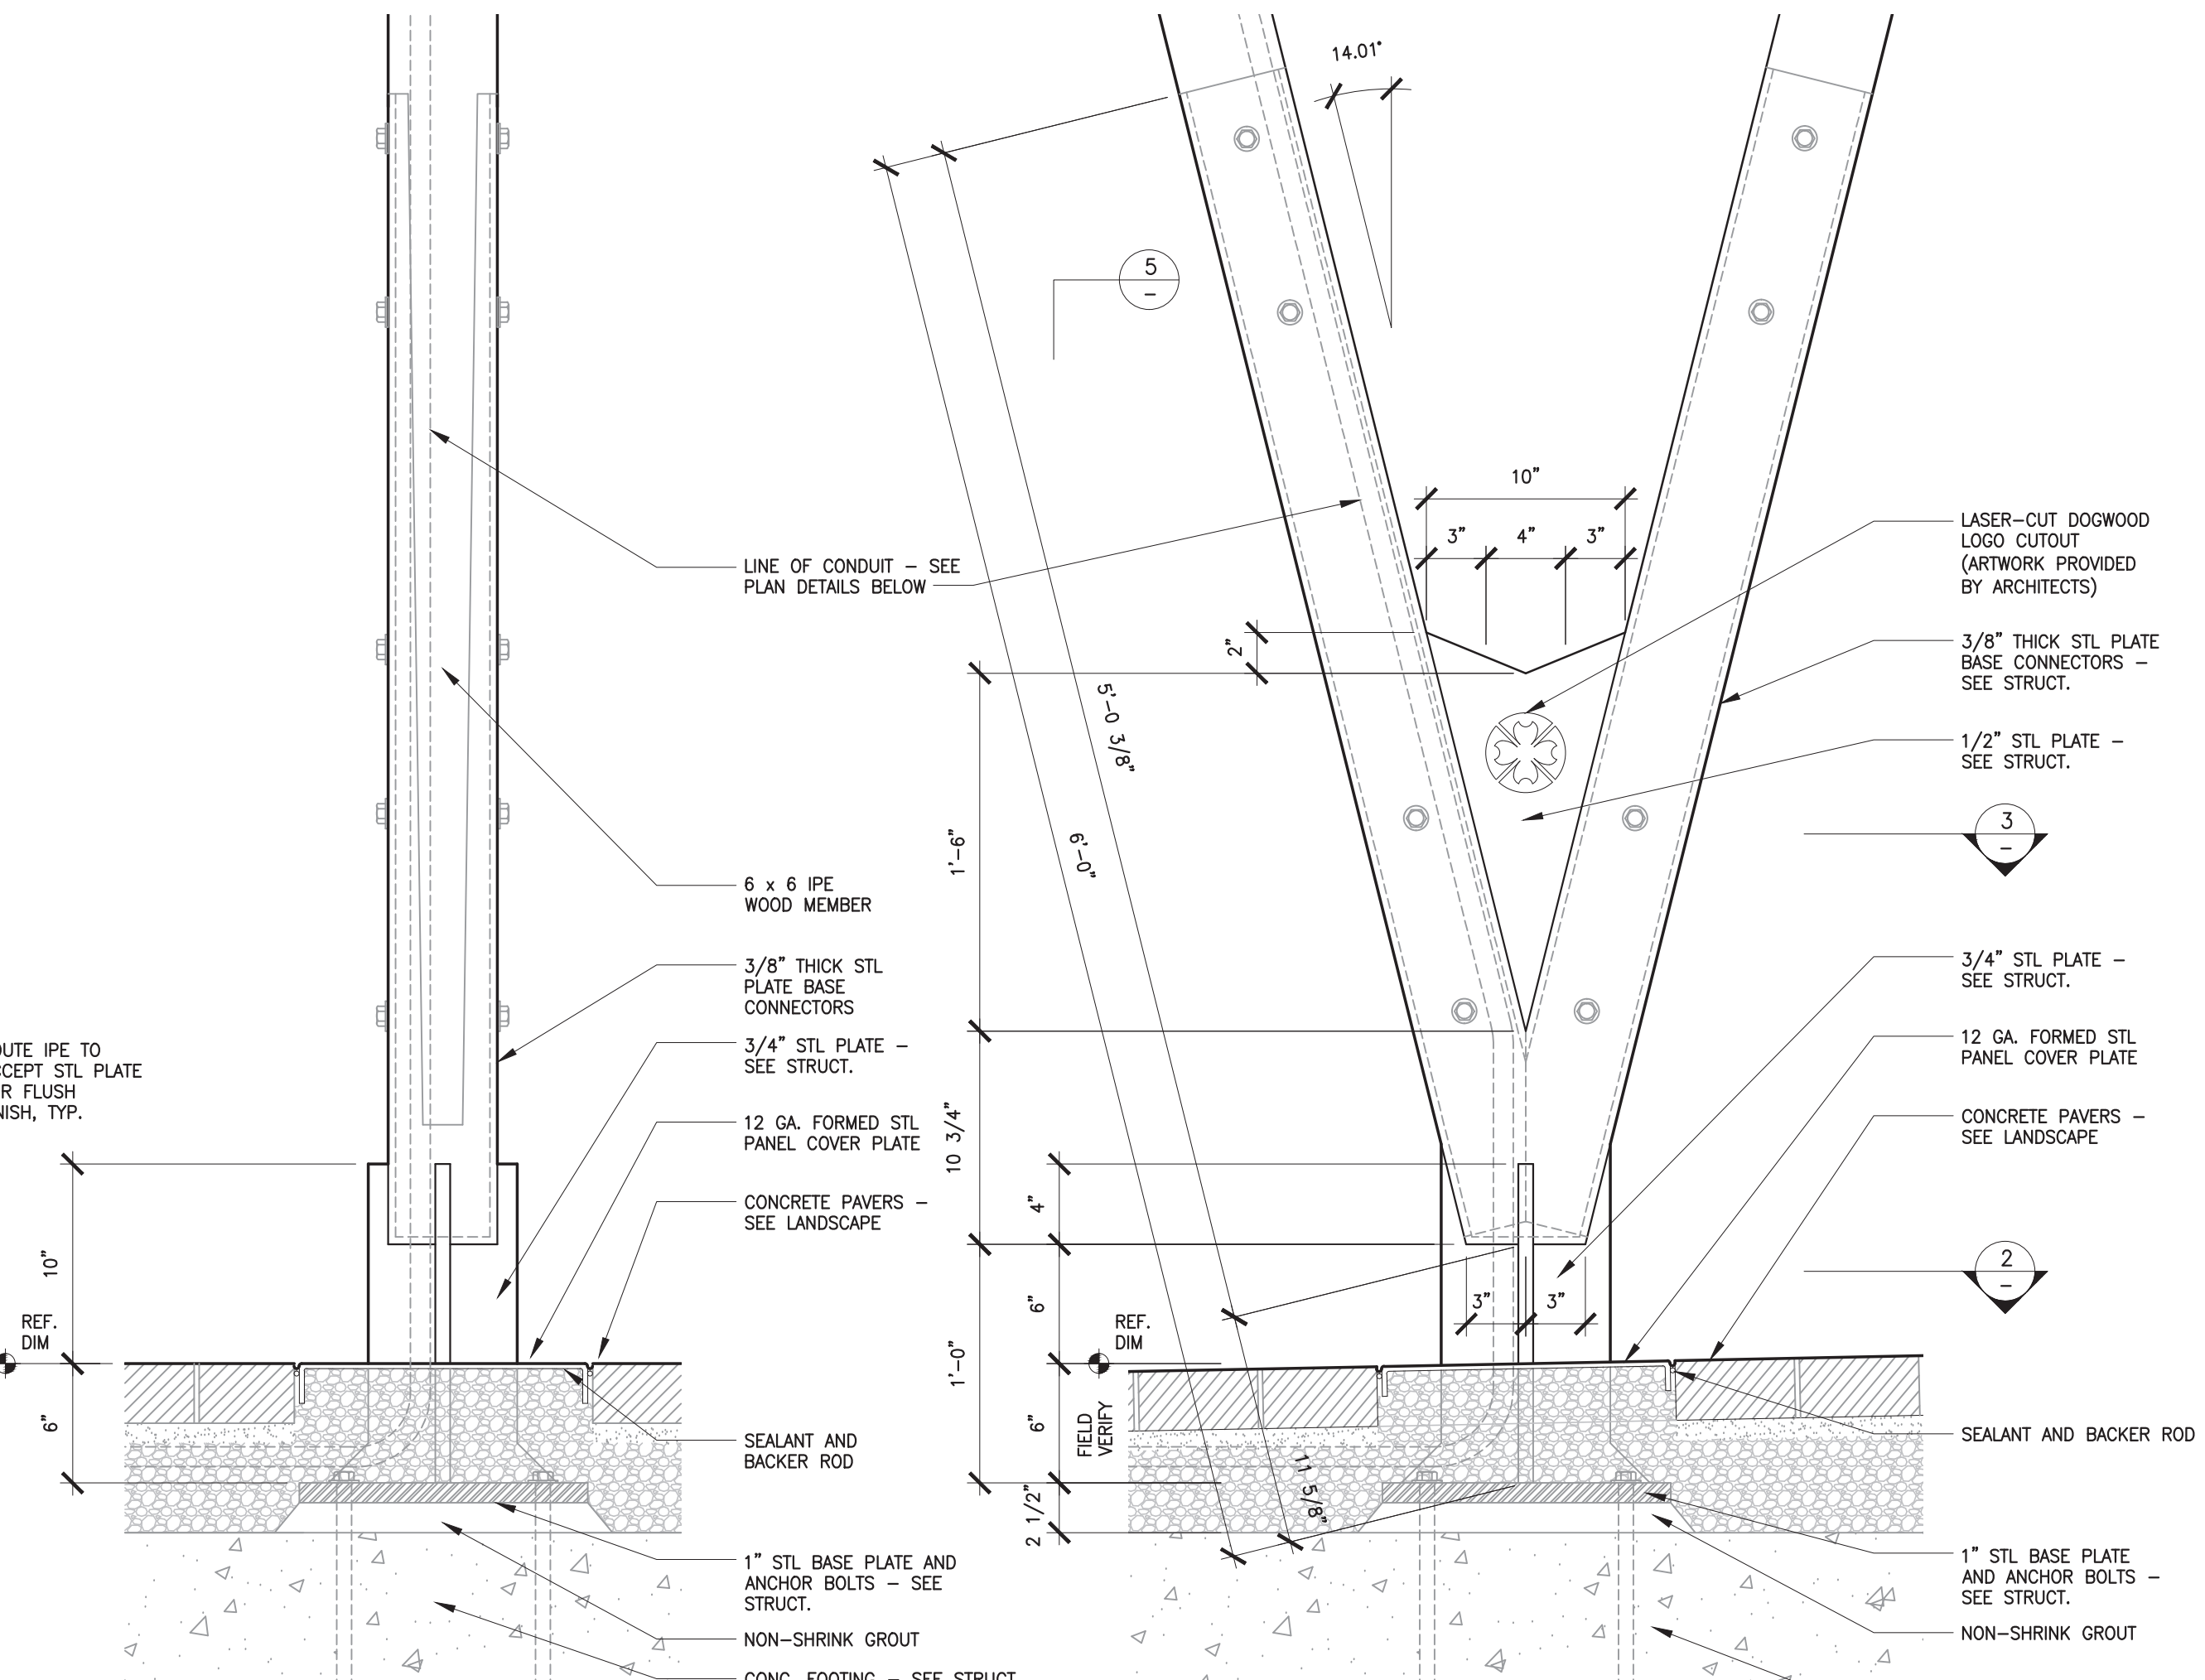 14.01°
5
–
10"
3"
4"
3"
2"
LASER–CUT DOGWOOD
LOGO CUTOUT
(ARTWORK PROVIDED
BY ARCHITECTS)
LINE OF CONDUIT – SEE
PLAN DETAILS BELOW
3/8" THICK STL PLATE
BASE CONNECTORS –
SEE STRUCT.
1/2" STL PLATE –
SEE STRUCT.
5'–0 3/8"
6'–0"
1'–6"
3
–
6 x 6 IPE
WOOD MEMBER
3/8" THICK STL
PLATE BASE
CONNECTORS
3/4" STL PLATE –
SEE STRUCT.
12 GA. FORMED STL
PANEL COVER PLATE
CONCRETE PAVERS –
SEE LANDSCAPE
3/4" STL PLATE –
SEE STRUCT.
12 GA. FORMED STL
PANEL COVER PLATE
CONCRETE PAVERS –
SEE LANDSCAPE
OUTE IPE TO
CCEPT STL PLATE
R FLUSH
NISH, TYP.
10 3/4"
4"
6"
1'–0"
3"
3"
2
–
10"
REF.
DIM
6"
REF.
DIM
6"
FIELD
VERIFY
2 1/2"
11 5/8"
SEALANT AND
BACKER ROD
SEALANT AND BACKER ROD
1" STL BASE PLATE AND
ANCHOR BOLTS – SEE
STRUCT.
NON–SHRINK GROUT
CONC. FOOTING – SEE STRUCT
1" STL BASE PLATE
AND ANCHOR BOLTS –
SEE STRUCT.
NON–SHRINK GROUT